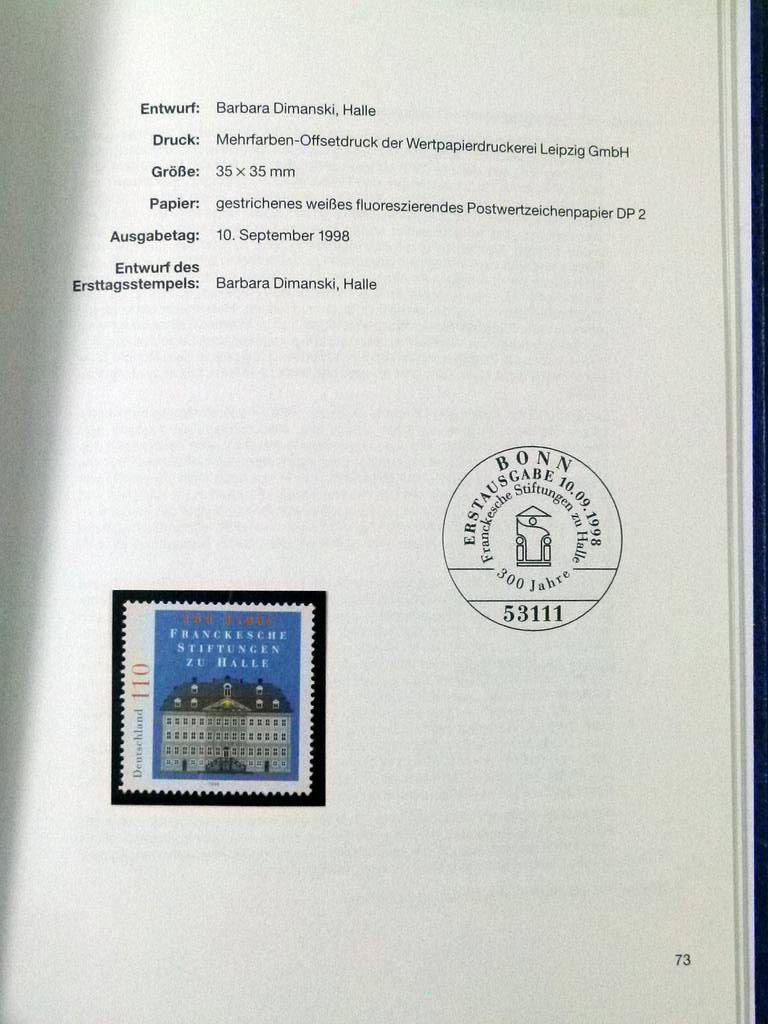 Entwurf: Barbara Dimanski, Halle
Druck: Mehrfarben-Offsetdruck der Wertpapierdruckerei Leipzig GmbH
Größe: 35 × 35 mm
Papier: gestrichenes weißes fluoreszierendes Postwertzeichenpapier DP 2
Ausgabetag: 10. September 1998
Entwurf des
Ersttagsstempels: Barbara Dimanski, Halle
BONN
ERSTAUSGABE 10.09.1998
Franckesche Stiftungen zu Halle
300 Jahre
53111
300 Jahre
FRANCKESCHE
STIFTUNGEN
ZU HALLE
Deutschland 110
73